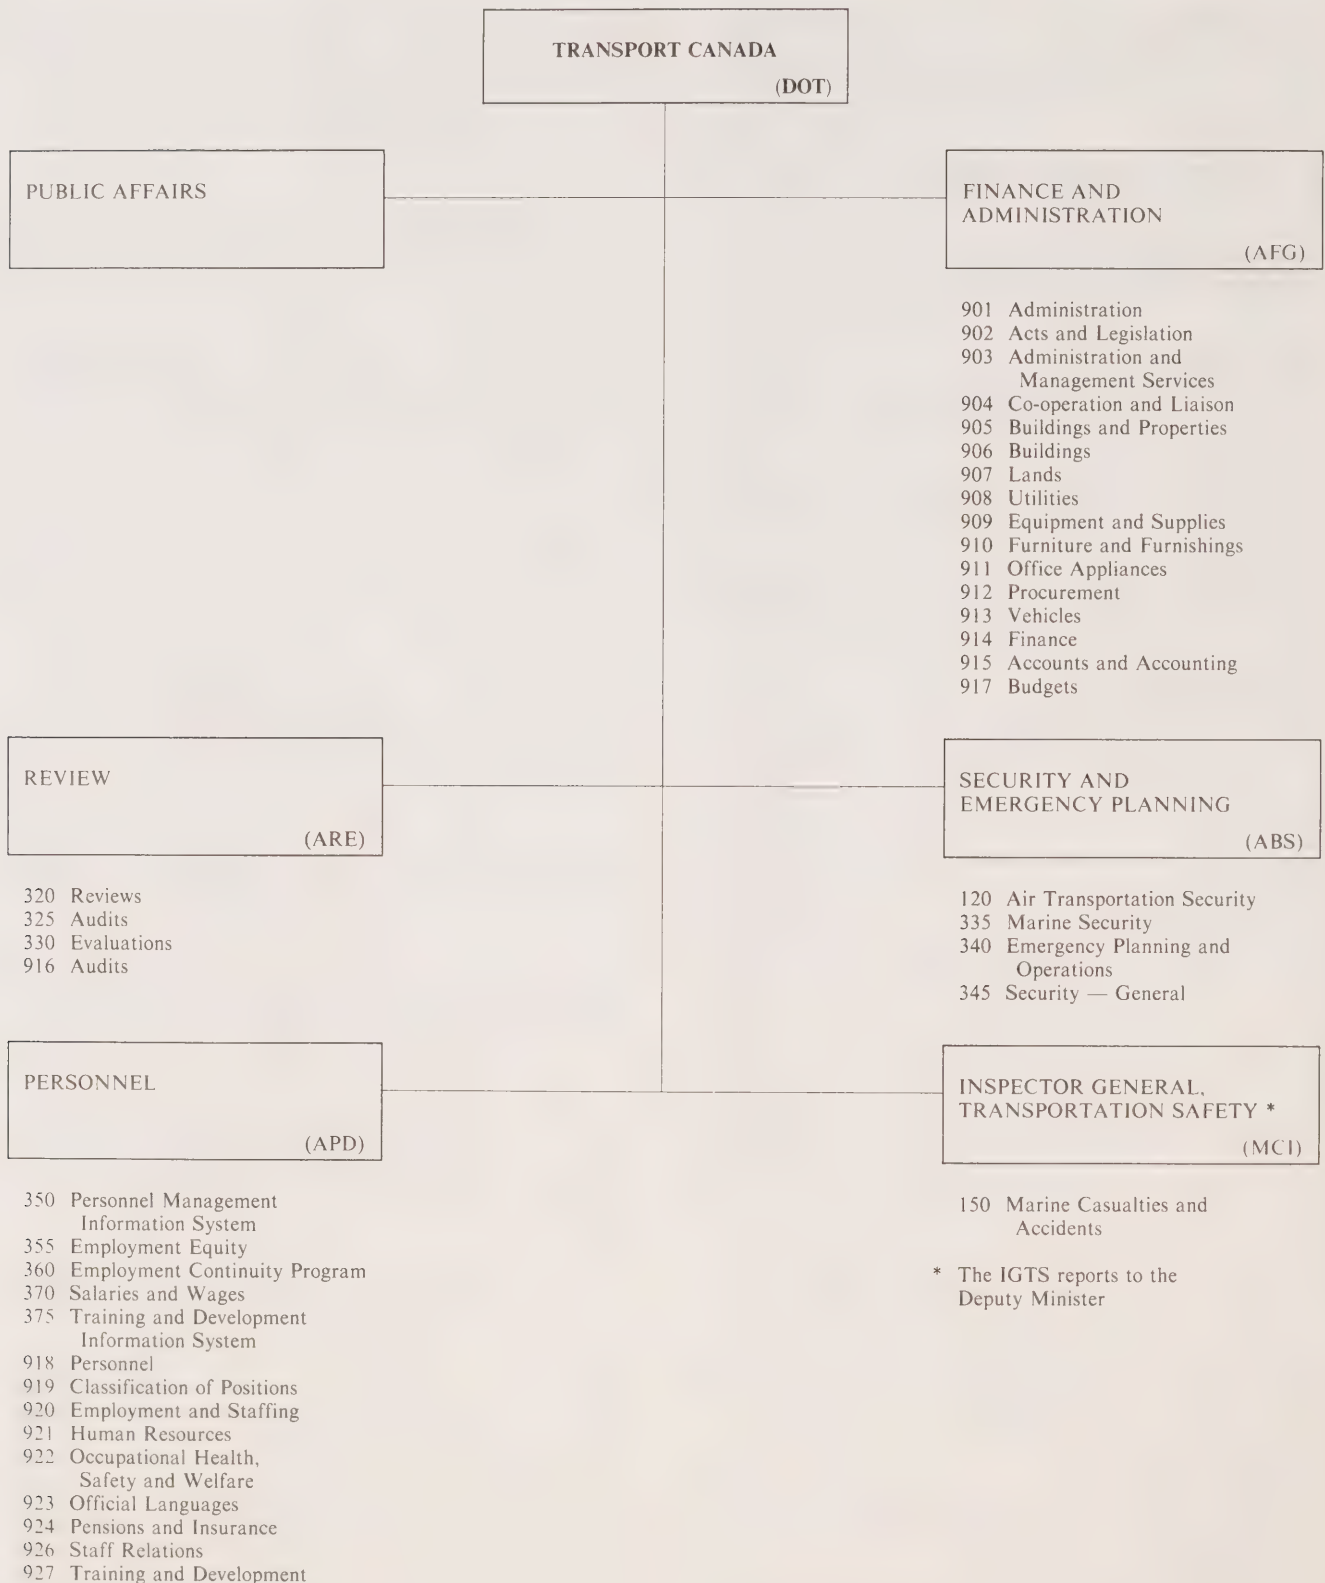 TRANSPORT CANADA
(DOT)
PUBLIC AFFAIRS
FINANCE AND
ADMINISTRATION
(AFG)
901 Administration
902 Acts and Legislation
903 Administration and
Management Services
904 Co-operation and Liaison
905 Buildings and Properties
906 Buildings
907 Lands
908 Utilities
909 Equipment and Supplies
910 Furniture and Furnishings
911 Office Appliances
912 Procurement
913 Vehicles
914 Finance
915 Accounts and Accounting
917 Budgets
REVIEW
(ARE)
320 Reviews
325 Audits
330 Evaluations
916 Audits
SECURITY AND
EMERGENCY PLANNING
(ABS)
120 Air Transportation Security
335 Marine Security
340 Emergency Planning and
Operations
345 Security — General
PERSONNEL
(APD)
350 Personnel Management
Information System
355 Employment Equity
360 Employment Continuity Program
370 Salaries and Wages
375 Training and Development
Information System
918 Personnel
919 Classification of Positions
920 Employment and Staffing
921 Human Resources
922 Occupational Health,
Safety and Welfare
923 Official Languages
924 Pensions and Insurance
926 Staff Relations
927 Training and Development
INSPECTOR GENERAL,
TRANSPORTATION SAFETY *
(MCI)
150 Marine Casualties and
Accidents
* The IGTS reports to the
Deputy Minister